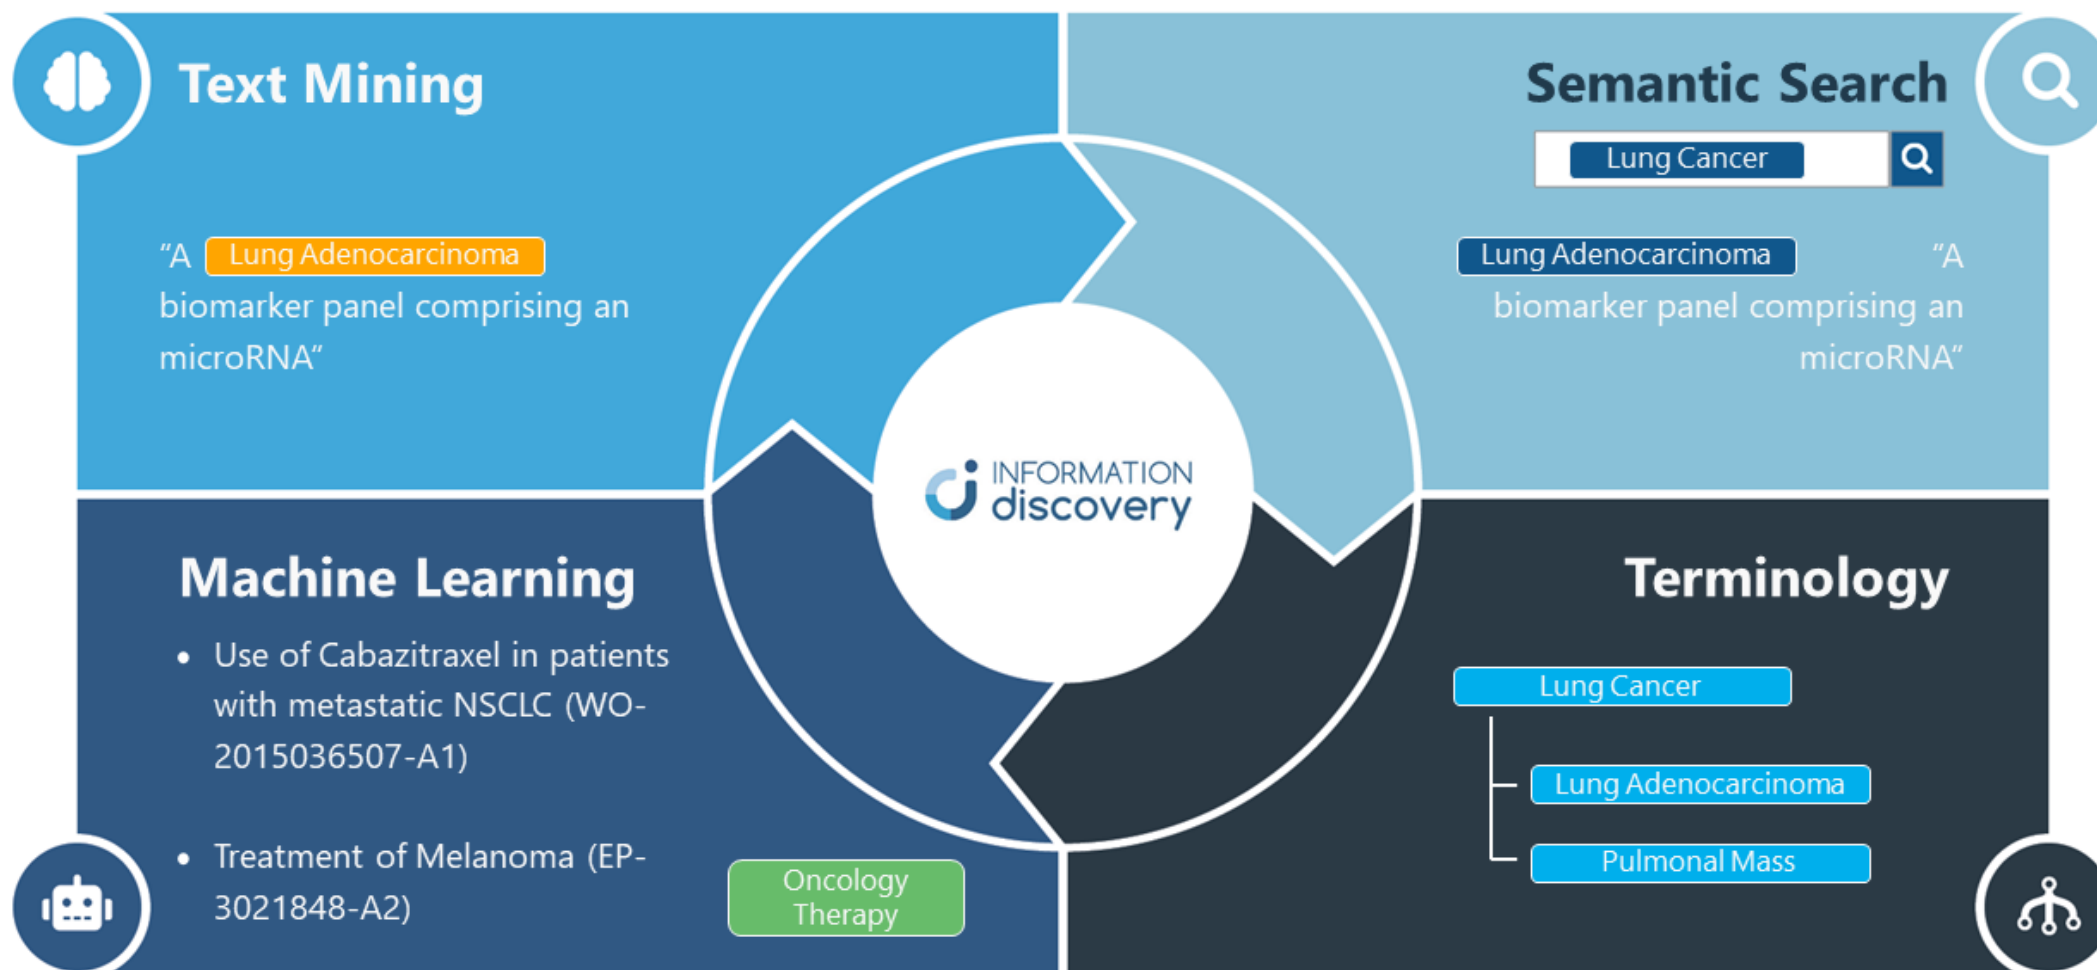 Text Mining
"A Lung Adenocarcinoma
biomarker panel comprising an
microRNA"
Semantic Search
Lung Cancer
Lung Adenocarcinoma "A
biomarker panel comprising an
microRNA"
INFORMATION
discovery
Machine Learning
• Use of Cabazitraxel in patients
with metastatic NSCLC (WO-
2015036507-A1)
• Treatment of Melanoma (EP-
3021848-A2)
Oncology
Therapy
Terminology
Lung Cancer
Lung Adenocarcinoma
Pulmonal Mass